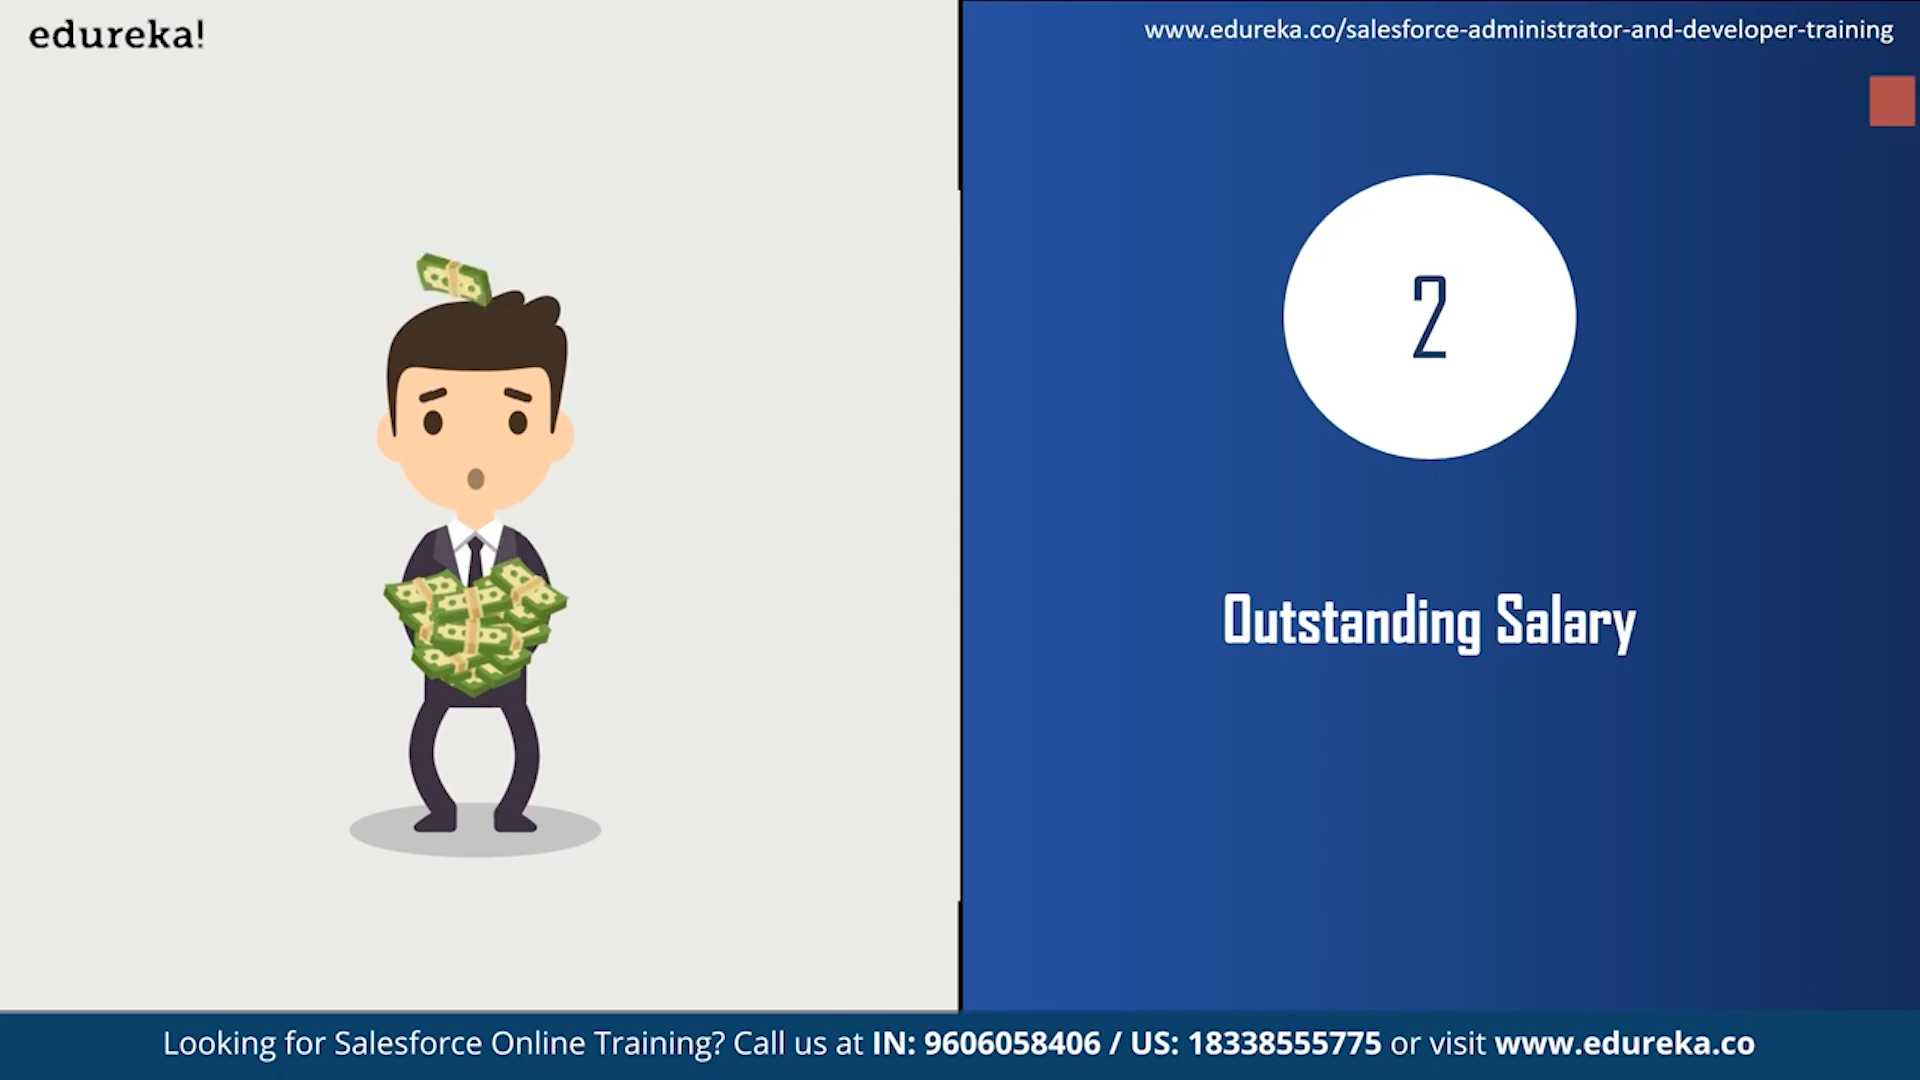 edureka!
www.edureka.co/salesforce-administrator-and-developer-training
2
Outstanding Salary
Looking for Salesforce Online Training? Call us at IN: 9606058406 / US: 18338555775 or visit www.edureka.co